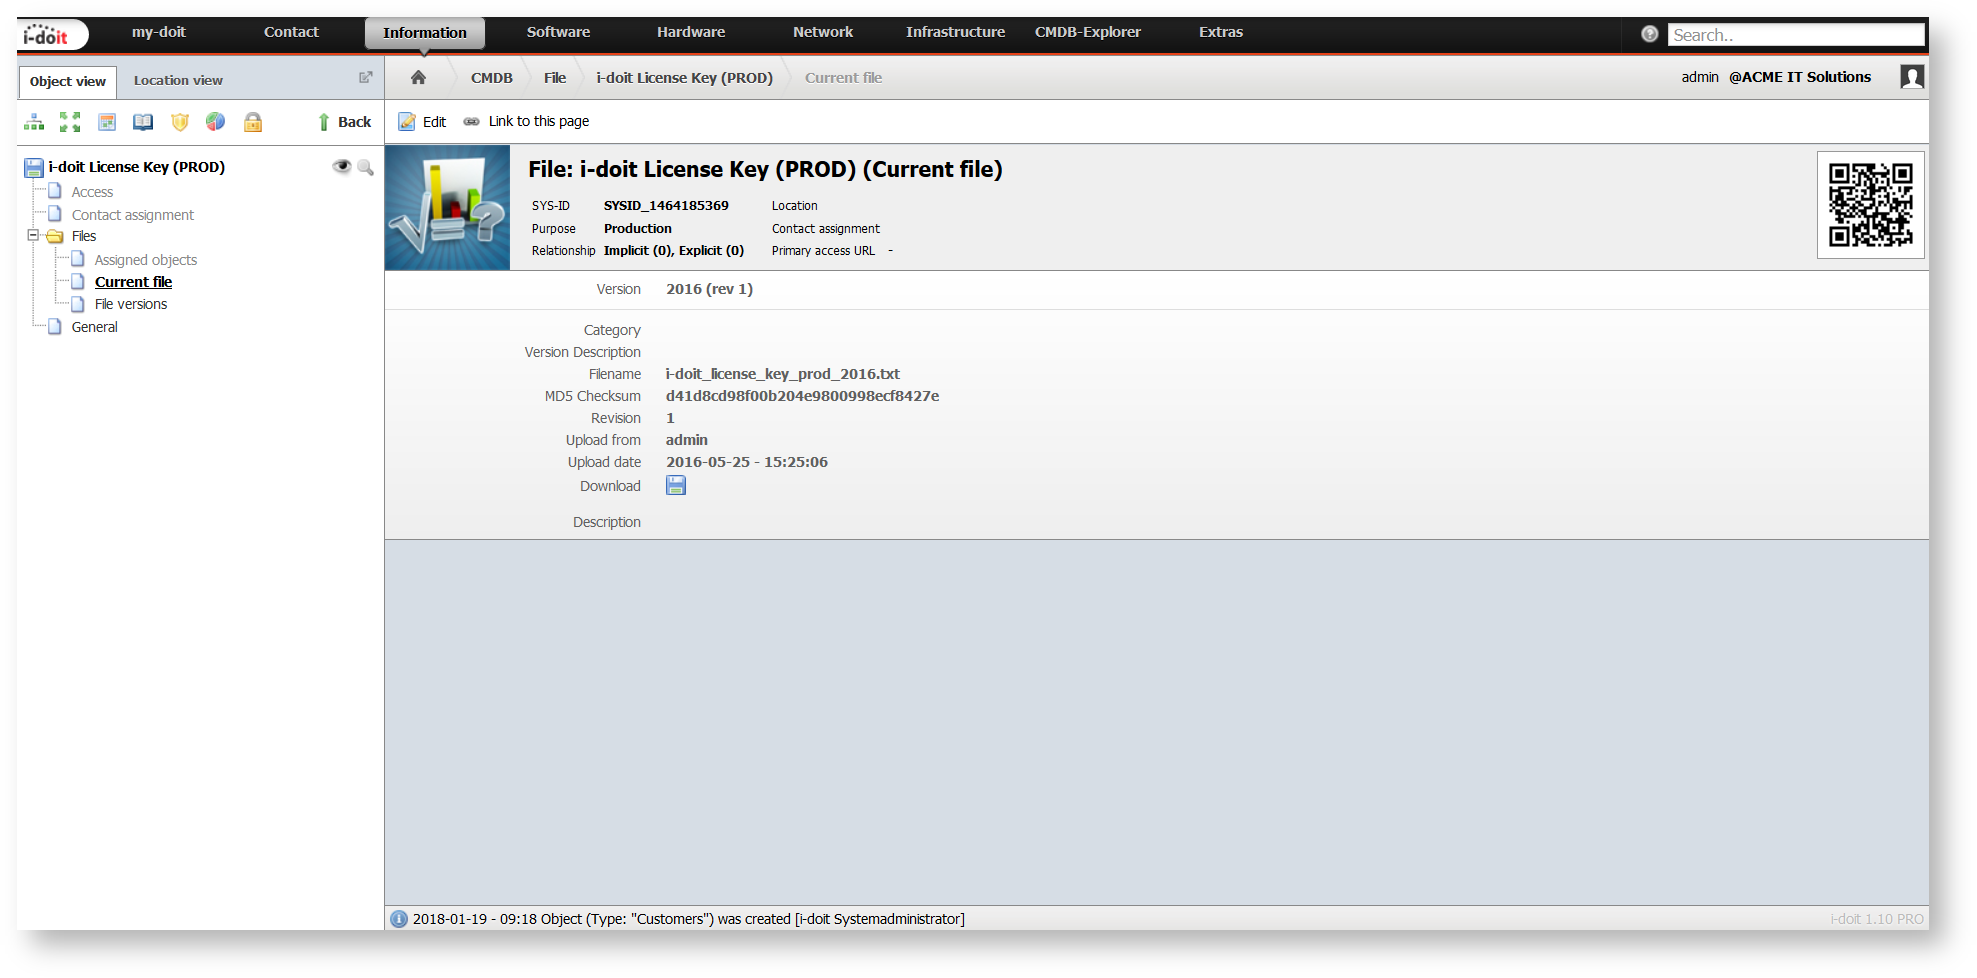 i-doit my-doit Contact Information Software Hardware Network Infrastructure CMDB-Explorer Extras Search..
Object view Location view
CMDB File i-doit License Key (PROD) Current file
admin @ACME IT Solutions
Back
Edit Link to this page
i-doit License Key (PROD)
Access
Contact assignment
Files
Assigned objects
Current file
File versions
General
File: i-doit License Key (PROD) (Current file)
SYS-ID SYSID_1464185369 Location
Purpose Production Contact assignment
Relationship Implicit (0), Explicit (0) Primary access URL -
Version 2016 (rev 1)
Category
Version Description
Filename i-doit_license_key_prod_2016.txt
MD5 Checksum d41d8cd98f00b204e9800998ecf8427e
Revision 1
Upload from admin
Upload date 2016-05-25 - 15:25:06
Download
Description
2018-01-19 - 09:18 Object (Type: "Customers") was created [i-doit Systemadministrator]
i-doit 1.10 PRO